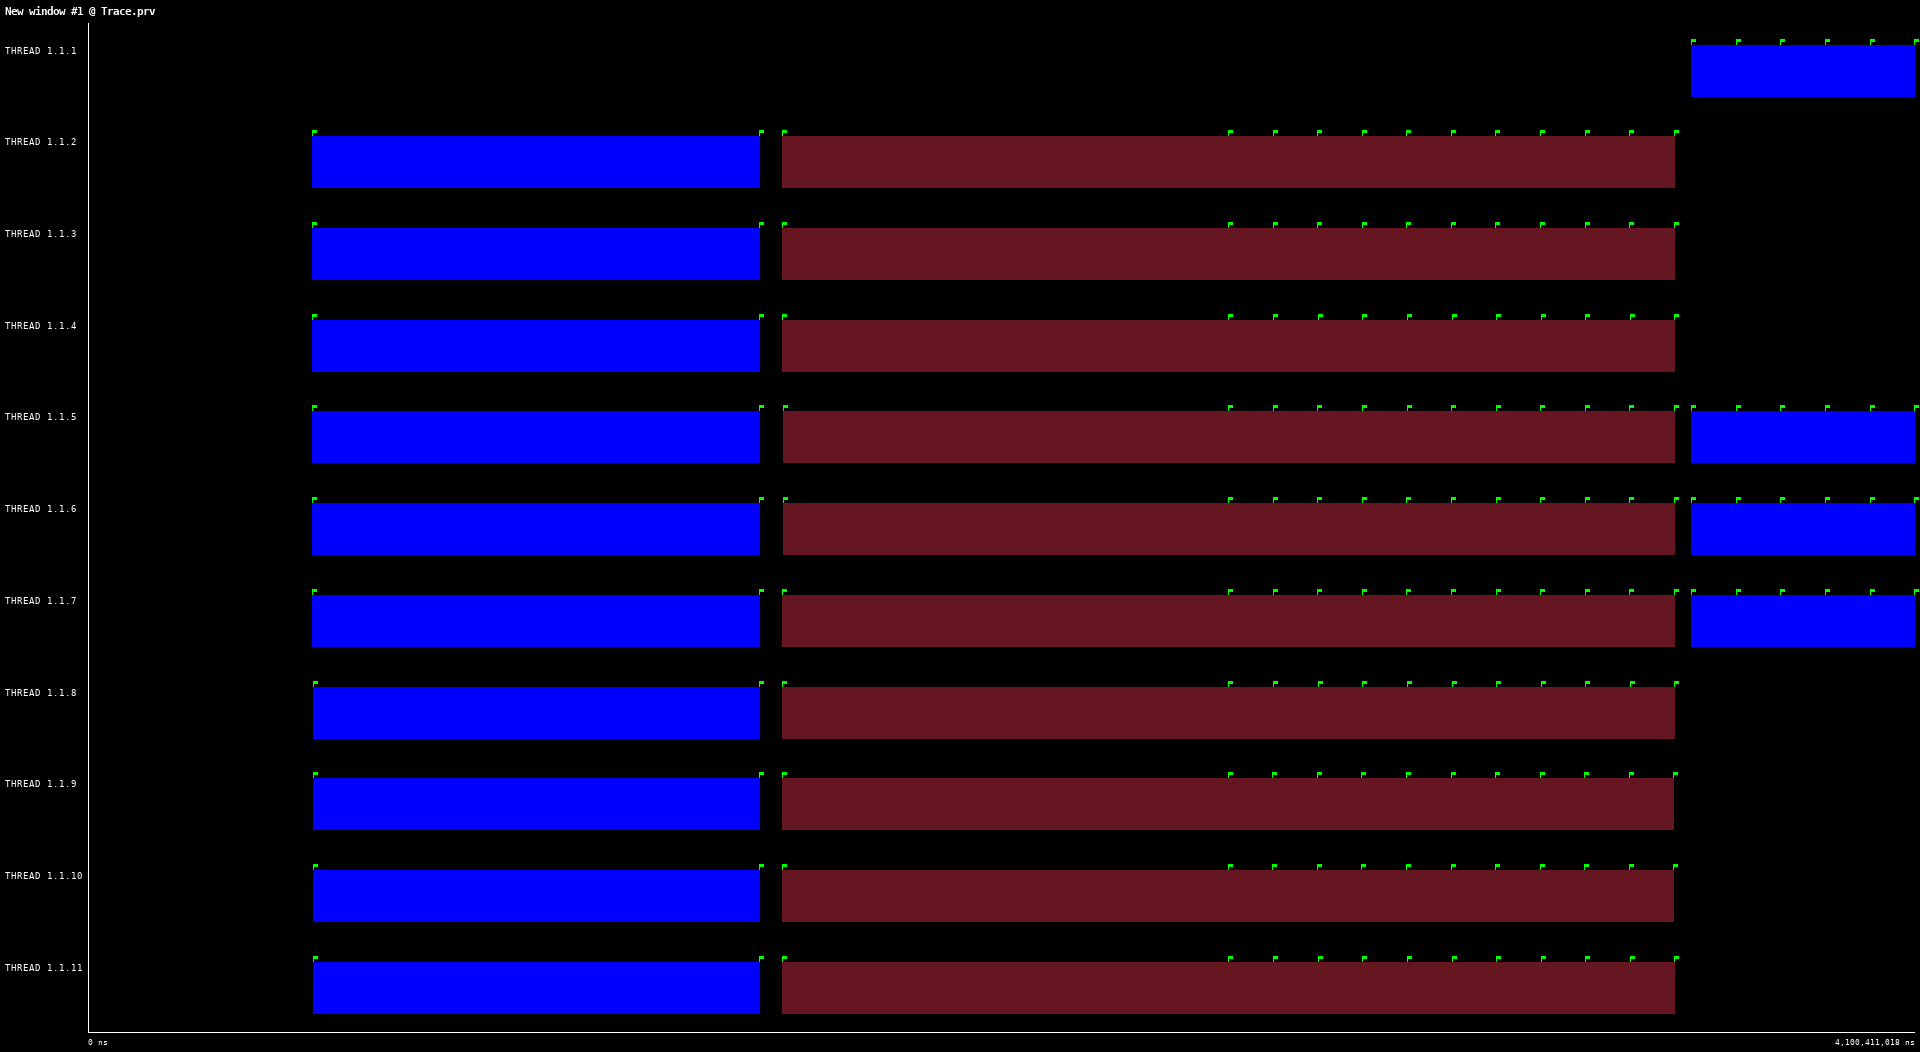 New window #1 @ Trace.prv
THREAD 1.1.1
THREAD 1.1.2
THREAD 1.1.3
THREAD 1.1.4
THREAD 1.1.5
THREAD 1.1.6
THREAD 1.1.7
THREAD 1.1.8
THREAD 1.1.9
THREAD 1.1.10
THREAD 1.1.11
0 ns
4,100,411,018 ns